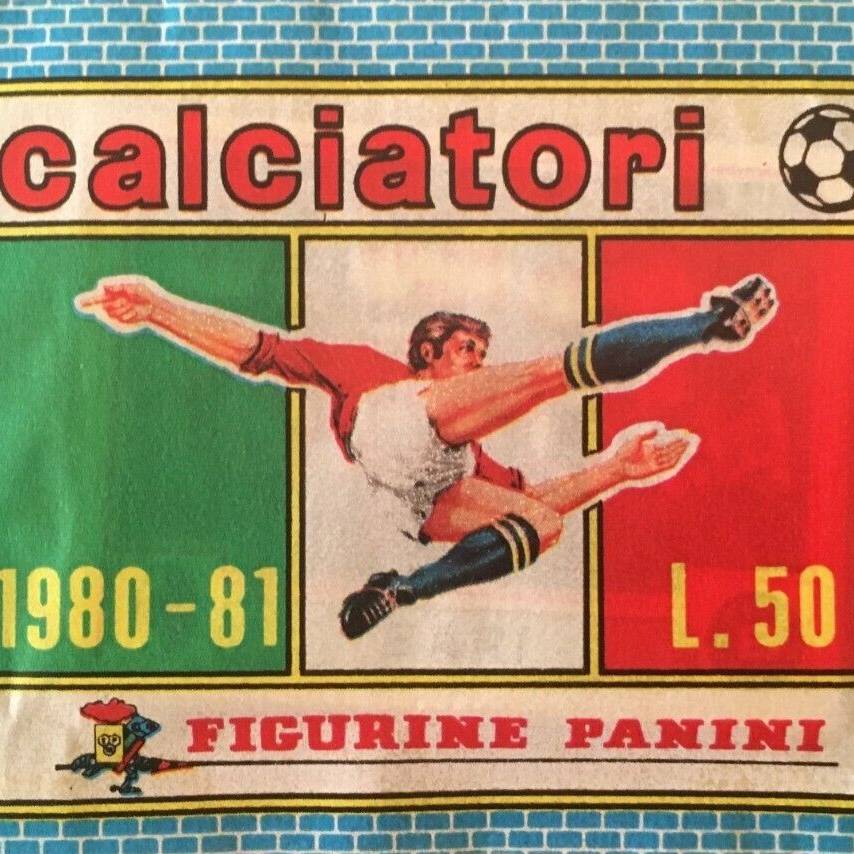 calciatori
1980-81
L. 50
FIGURINE PANINI